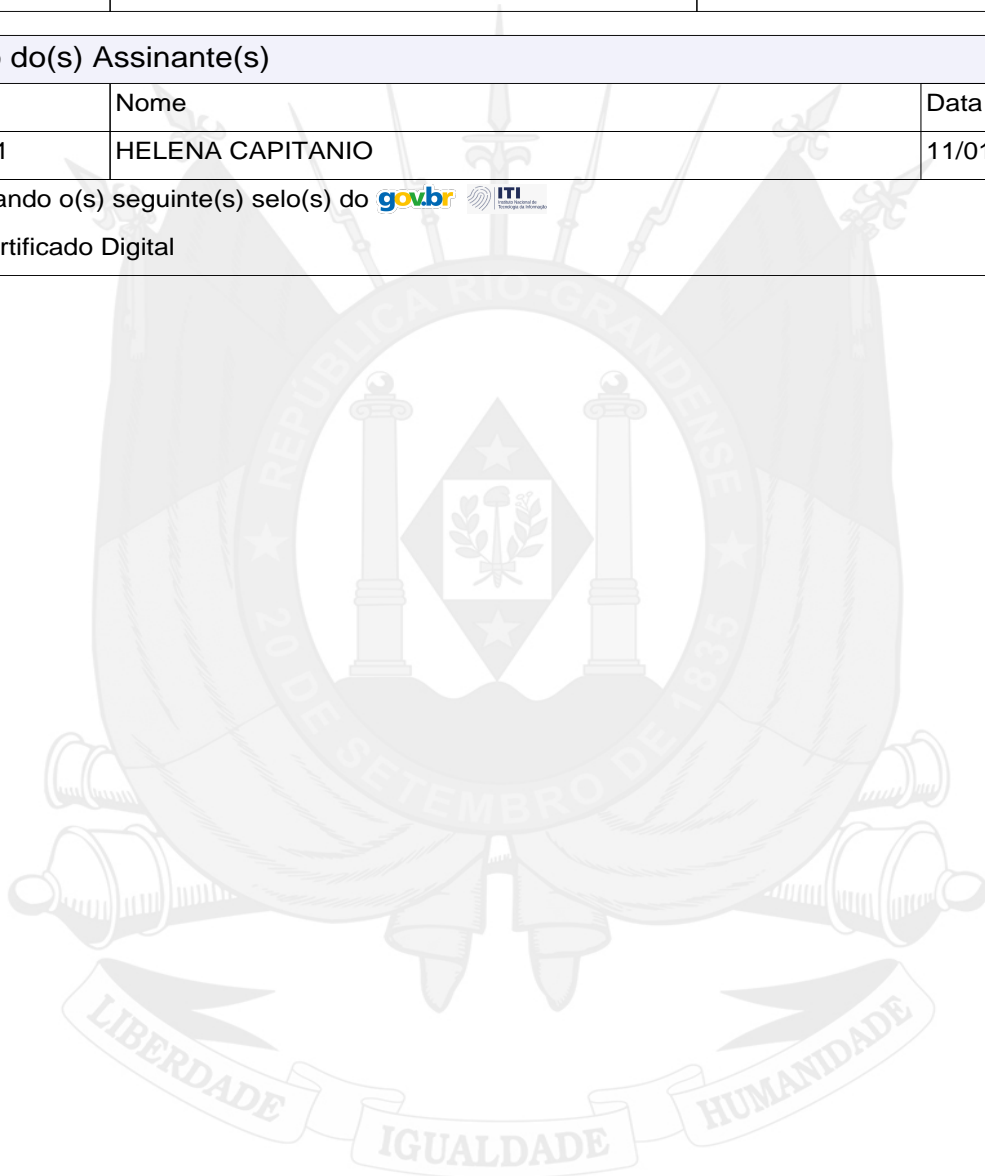 do(s) Assinante(s)
Nome Data
1 HELENA CAPITANIO 11/01
ando o(s) seguinte(s) selo(s) do gov.br ITI
rtificado Digital
REPÚBLICA RIO-GRANDENSE
20 DE SETEMBRO DE 1835
LIBERDADE IGUALDADE HUMANIDADE